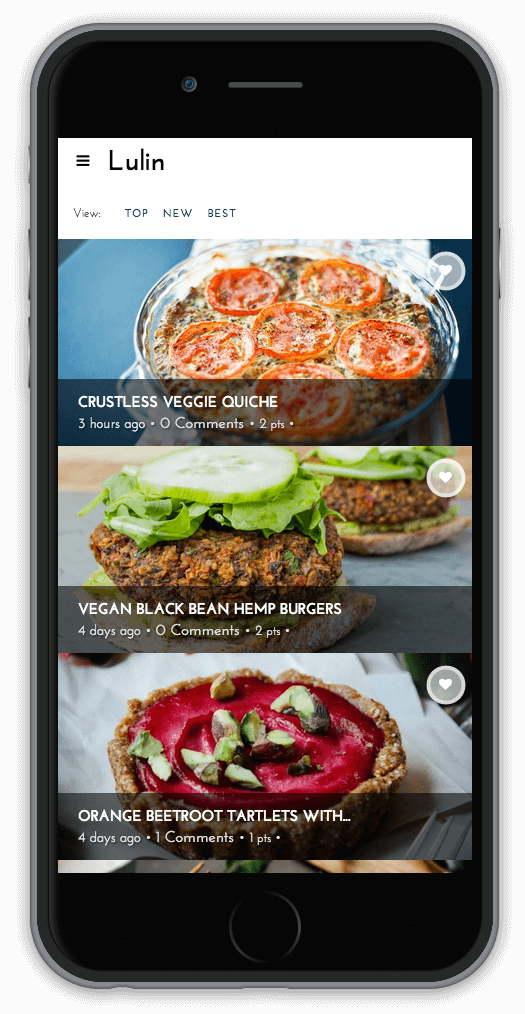 Lulin
View: TOP NEW BEST
CRUSTLESS VEGGIE QUICHE
3 hours ago • 0 Comments • 2 pts •
VEGAN BLACK BEAN HEMP BURGERS
4 days ago • 0 Comments • 2 pts •
ORANGE BEETROOT TARTLETS WITH...
4 days ago • 1 Comments • 1 pts •